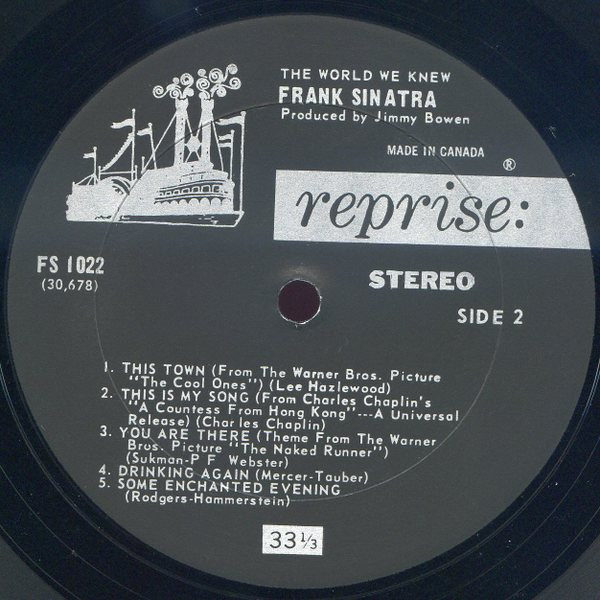 THE WORLD WE KNEW
FRANK SINATRA
Produced by Jimmy Bowen
MADE IN CANADA
®
reprise:
FS 1022
(30,678)
STEREO
SIDE 2
1. THIS TOWN (From The Warner Bros. Picture
"The Cool Ones") (Lee Hazlewood)
2. THIS IS MY SONG (From Charles Chaplin's
"A Countess From Hong Kong"---A Universal
Release) (Charles Chaplin)
3. YOU ARE THERE (Theme From The Warner
Bros. Picture "The Naked Runner")
(Sukman-P F Webster)
4. DRINKING AGAIN (Mercer-Tauber)
5. SOME ENCHANTED EVENING
(Rodgers-Hammerstein)
33⅓